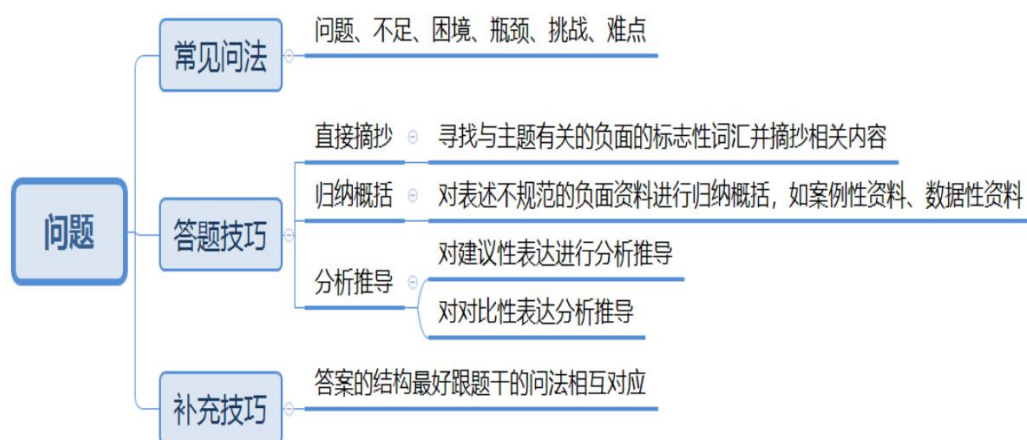 问题
常见问法
问题、不足、困境、瓶颈、挑战、难点
答题技巧
直接摘抄
寻找与主题有关的负面的标志性词汇并摘抄相关内容
归纳概括
对表述不规范的负面资料进行归纳概括，如案例性资料、数据性资料
分析推导
对建议性表达进行分析推导
对对比性表达分析推导
补充技巧
答案的结构最好跟题干的问法相互对应